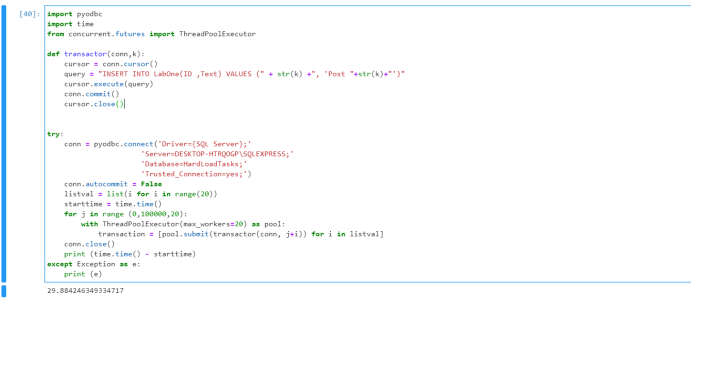 [40]: import pyodbc
import time
from concurrent.futures import ThreadPoolExecutor
def transactor(conn,k):
cursor = conn.cursor()
query = "INSERT INTO LabOne(ID ,Text) VALUES (" + str(k) +", 'Post "+str(k)+"')"
cursor.execute(query)
conn.commit()
cursor.close()
try:
conn = pyodbc.connect('Driver={SQL Server};'
'Server=DESKTOP-HTRQOGP\SQLEXPRESS;'
'Database=HardLoadTasks;'
'Trusted_Connection=yes;')
conn.autocommit = False
listval = list(i for i in range(20))
starttime = time.time()
for j in range (0,100000,20):
with ThreadPoolExecutor(max_workers=20) as pool:
transaction = [pool.submit(transactor(conn, j+i)) for i in listval]
conn.close()
print (time.time() - starttime)
except Exception as e:
print (e)
29.884246349334717